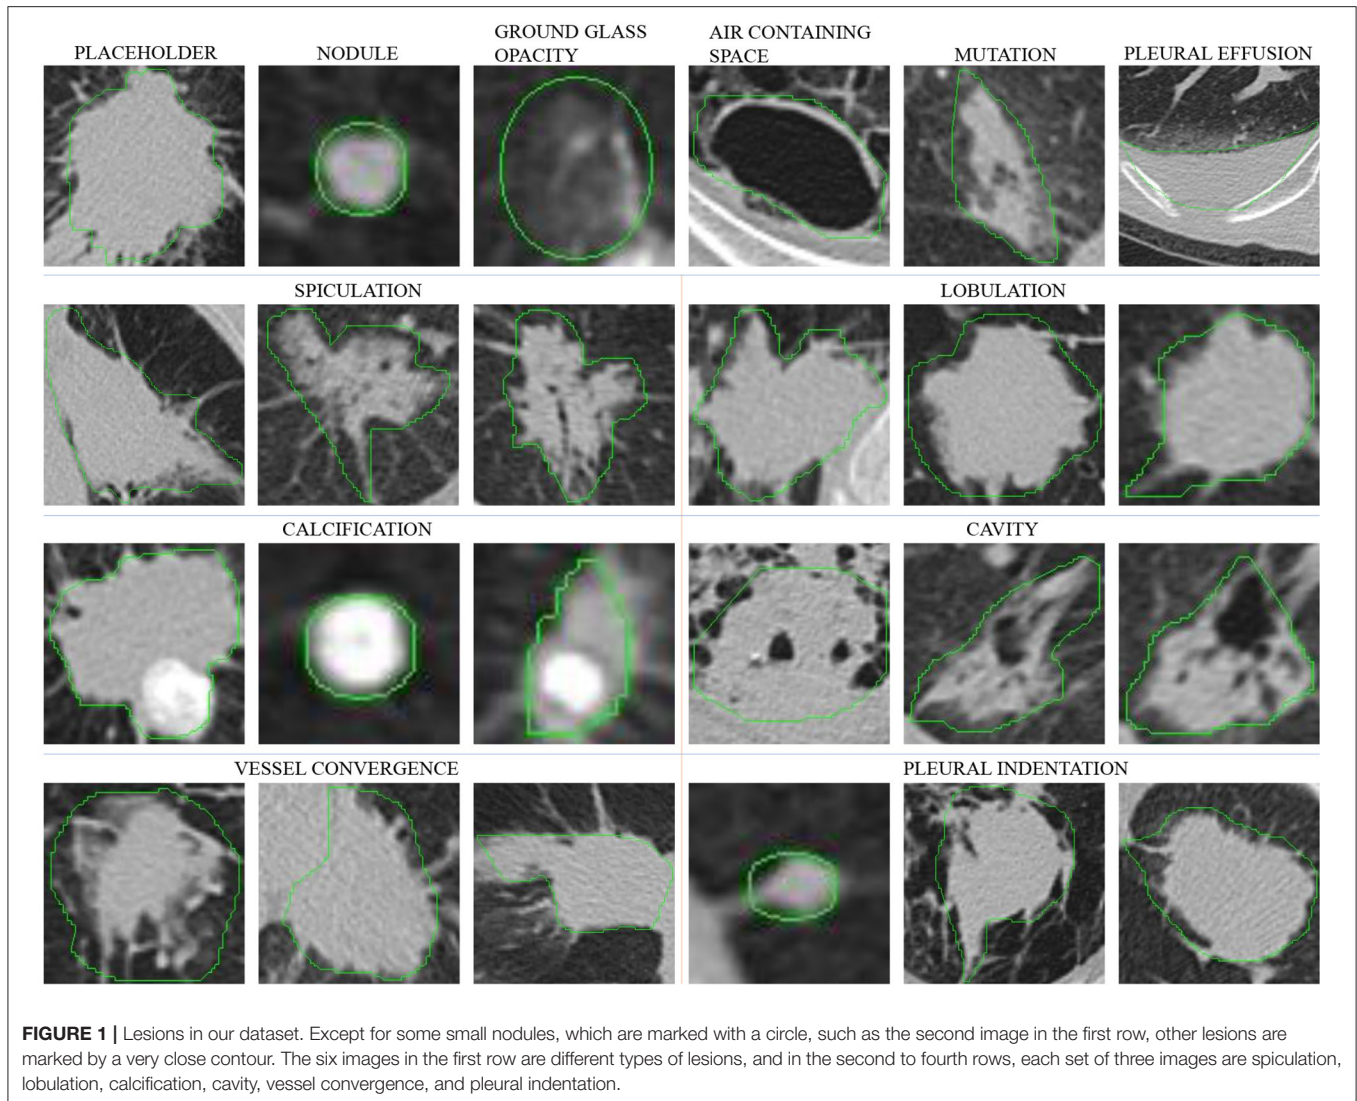 PLACEHOLDER
NODULE
GROUND GLASS
OPACITY
AIR CONTAINING
SPACE
MUTATION
PLEURAL EFFUSION
SPICULATION
LOBULATION
CALCIFICATION
CAVITY
VESSEL CONVERGENCE
PLEURAL INDENTATION
FIGURE 1 | Lesions in our dataset. Except for some small nodules, which are marked with a circle, such as the second image in the first row, other lesions are
marked by a very close contour. The six images in the first row are different types of lesions, and in the second to fourth rows, each set of three images are spiculation,
lobulation, calcification, cavity, vessel convergence, and pleural indentation.